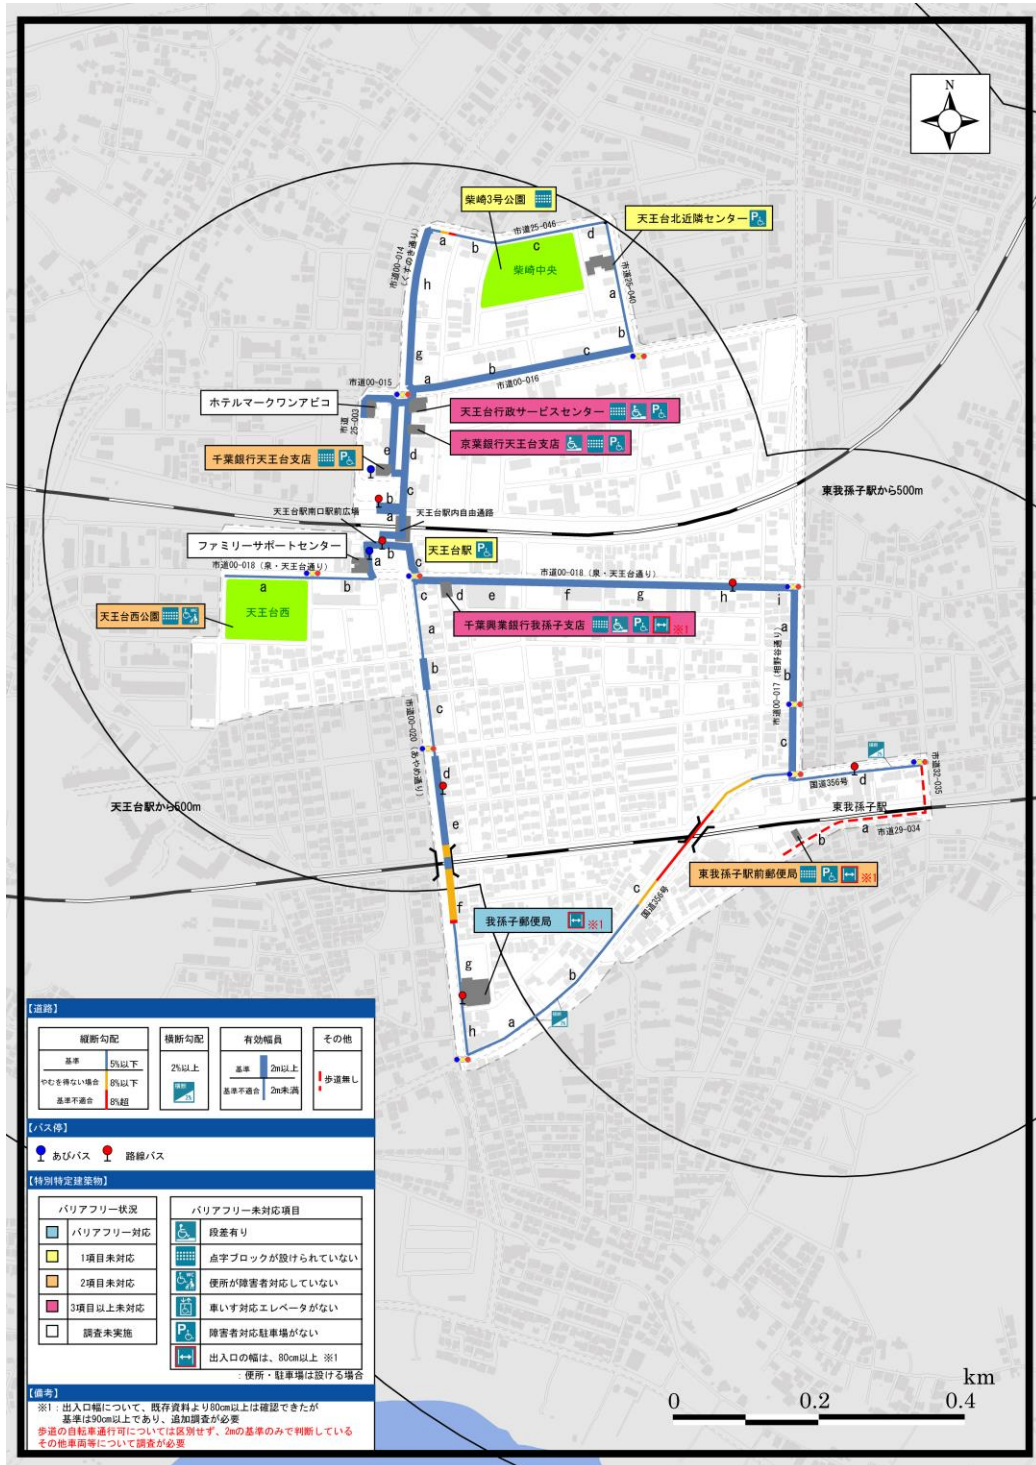 N
柴崎3号公園
天王台北近隣センター
市道25-046
a
b
c
d
柴崎中央
市道00-014
(くすのき通り)
市道25-040
a
b
h
g
a
b
c
市道00-016
市道00-015
ホテルマークワンアビコ
市道
25-003
天王台行政サービスセンター
京葉銀行天王台支店
千葉銀行天王台支店
e
d
c
b
a
天王台駅南口駅前広場
天王台駅内自由通路
東我孫子駅から500m
ファミリーサポートセンター
天王台駅
b
a
c
市道00-018（泉・天王台通り）
a
b
市道00-018（泉・天王台通り）
c
d
e
f
g
h
i
天王台西公園
天王台西
千葉興業銀行我孫子支店
※1
a
b
c
市道00-020（あやめ通り）
d
e
f
g
h
a
b
c
市道00-017（相野谷通り）
天王台駅から500m
国道356号
d
市道32-035
東我孫子駅
市道29-034
a
b
東我孫子駅前郵便局
※1
c
国道356号
b
a
我孫子郵便局
※1
【道路】
縦断勾配
基準
5%以下
やむを得ない場合
8%以下
基準不適合
8%超
横断勾配
2%以上
横断
2%
有効幅員
基準
2m以上
基準不適合
2m未満
その他
歩道無し
【バス停】
あびバス
路線バス
【特別特定建築物】
バリアフリー状況
バリアフリー対応
1項目未対応
2項目未対応
3項目以上未対応
調査未実施
バリアフリー未対応項目
段差有り
点字ブロックが設けられていない
便所が障害者対応していない
車いす対応エレベータがない
障害者対応駐車場がない
出入口の幅は、80cm以上 ※1
：便所・駐車場は設ける場合
【備考】
※1：出入口幅について、既存資料より80cm以上は確認できたが
基準は90cm以上であり、追加調査が必要
歩道の自転車通行可については区別せず、2mの基準のみで判断している
その他車両等について調査が必要
km
0
0.2
0.4